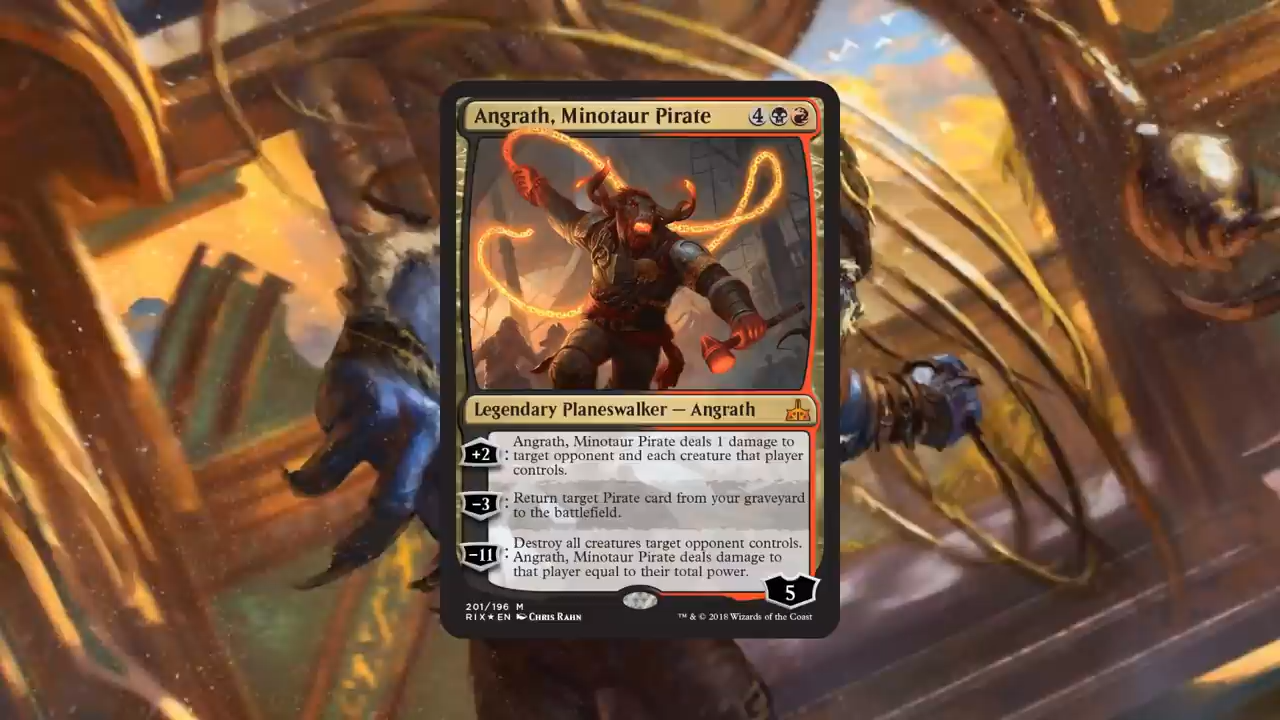 Angrath, Minotaur Pirate 4
Legendary Planeswalker — Angrath
+2: Angrath, Minotaur Pirate deals 1 damage to
target opponent and each creature that player
controls.
−3: Return target Pirate card from your graveyard
to the battlefield.
−11: Destroy all creatures target opponent controls.
Angrath, Minotaur Pirate deals damage to
that player equal to their total power.
5
201/196 M
RIX★EN Chris Rahn ™ & © 2018 Wizards of the Coast